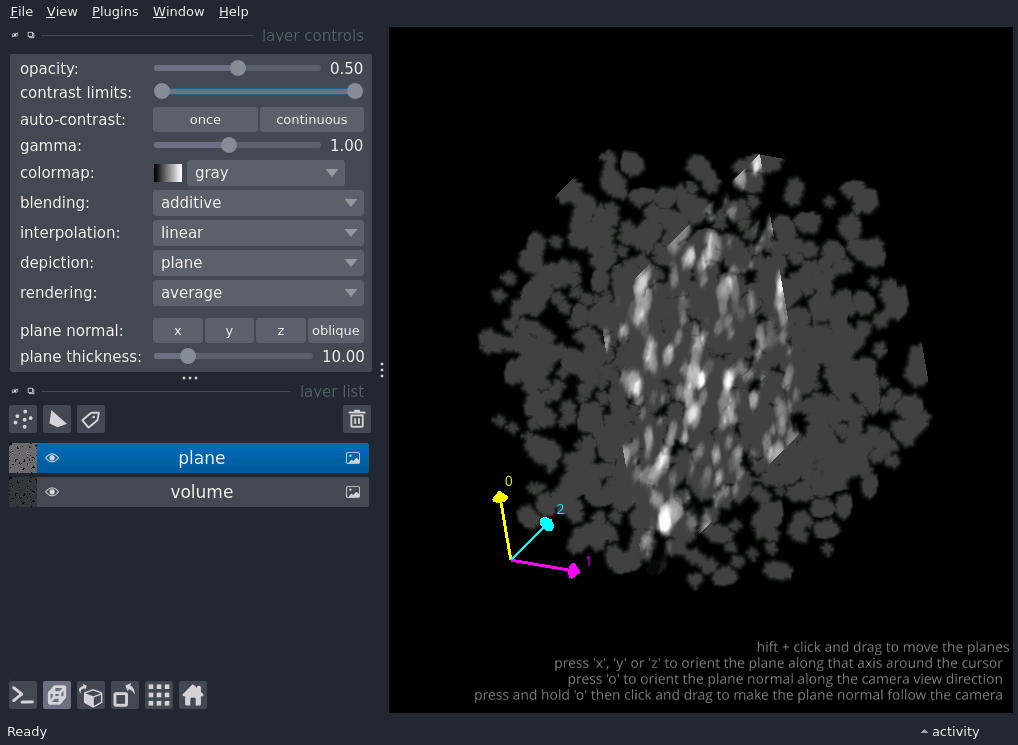 File View Plugins Window Help
layer controls
opacity: 0.50
contrast limits:
auto-contrast: once continuous
gamma: 1.00
colormap: gray
blending: additive
interpolation: linear
depiction: plane
rendering: average
plane normal: x y z oblique
plane thickness: 10.00
layer list
plane
volume
0
2
1
hift + click and drag to move the planes
press 'x', 'y' or 'z' to orient the plane along that axis around the cursor
press 'o' to orient the plane normal along the camera view direction
press and hold 'o' then click and drag to make the plane normal follow the camera
Ready activity